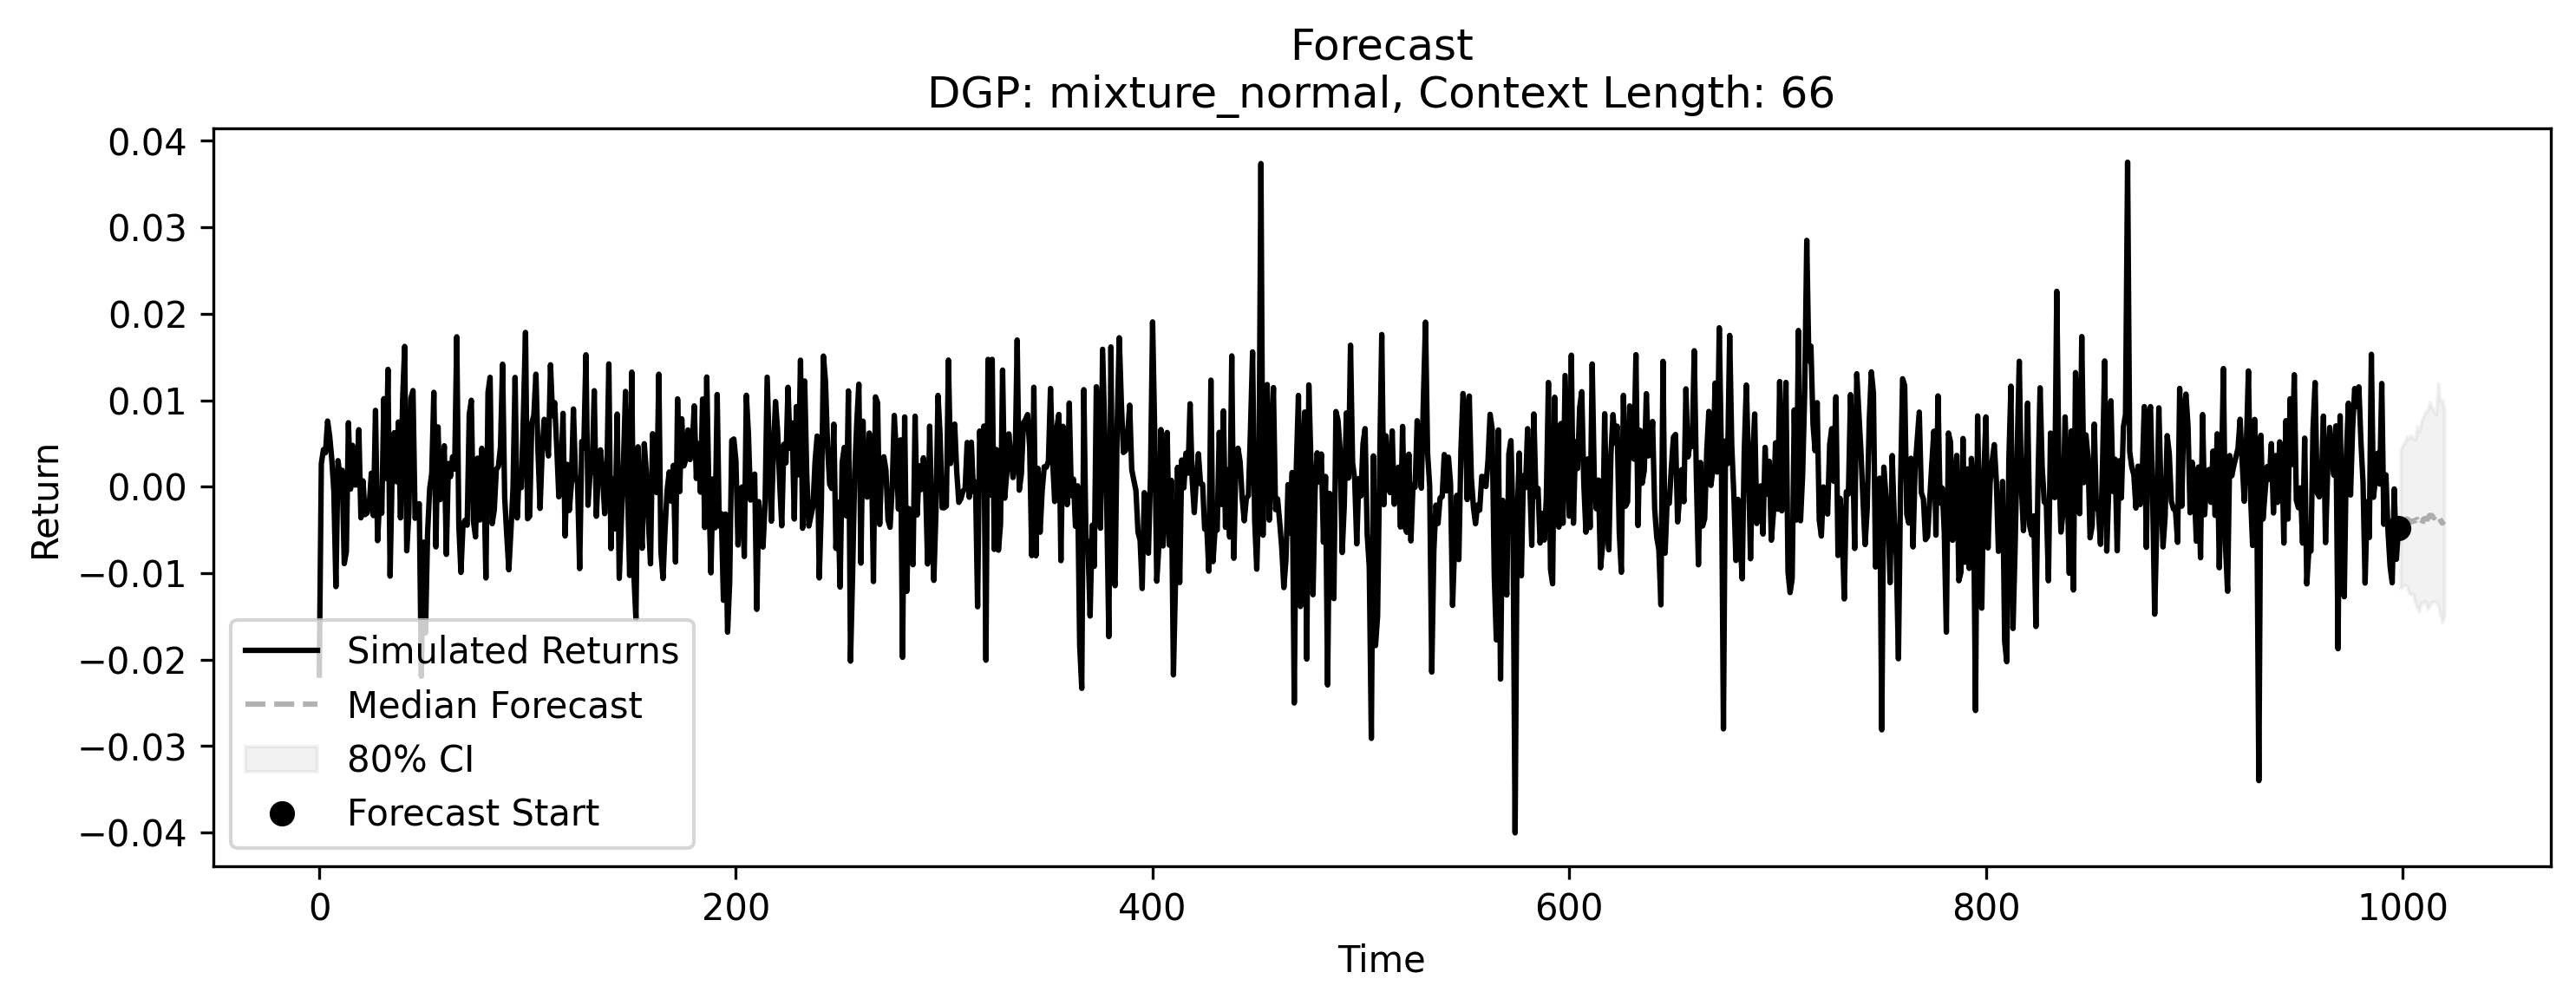 Forecast
DGP: mixture_normal, Context Length: 66
Return
0.04
0.03
0.02
0.01
0.00
−0.01
−0.02
−0.03
−0.04
Simulated Returns
Median Forecast
80% CI
Forecast Start
0
200
400
600
800
1000
Time